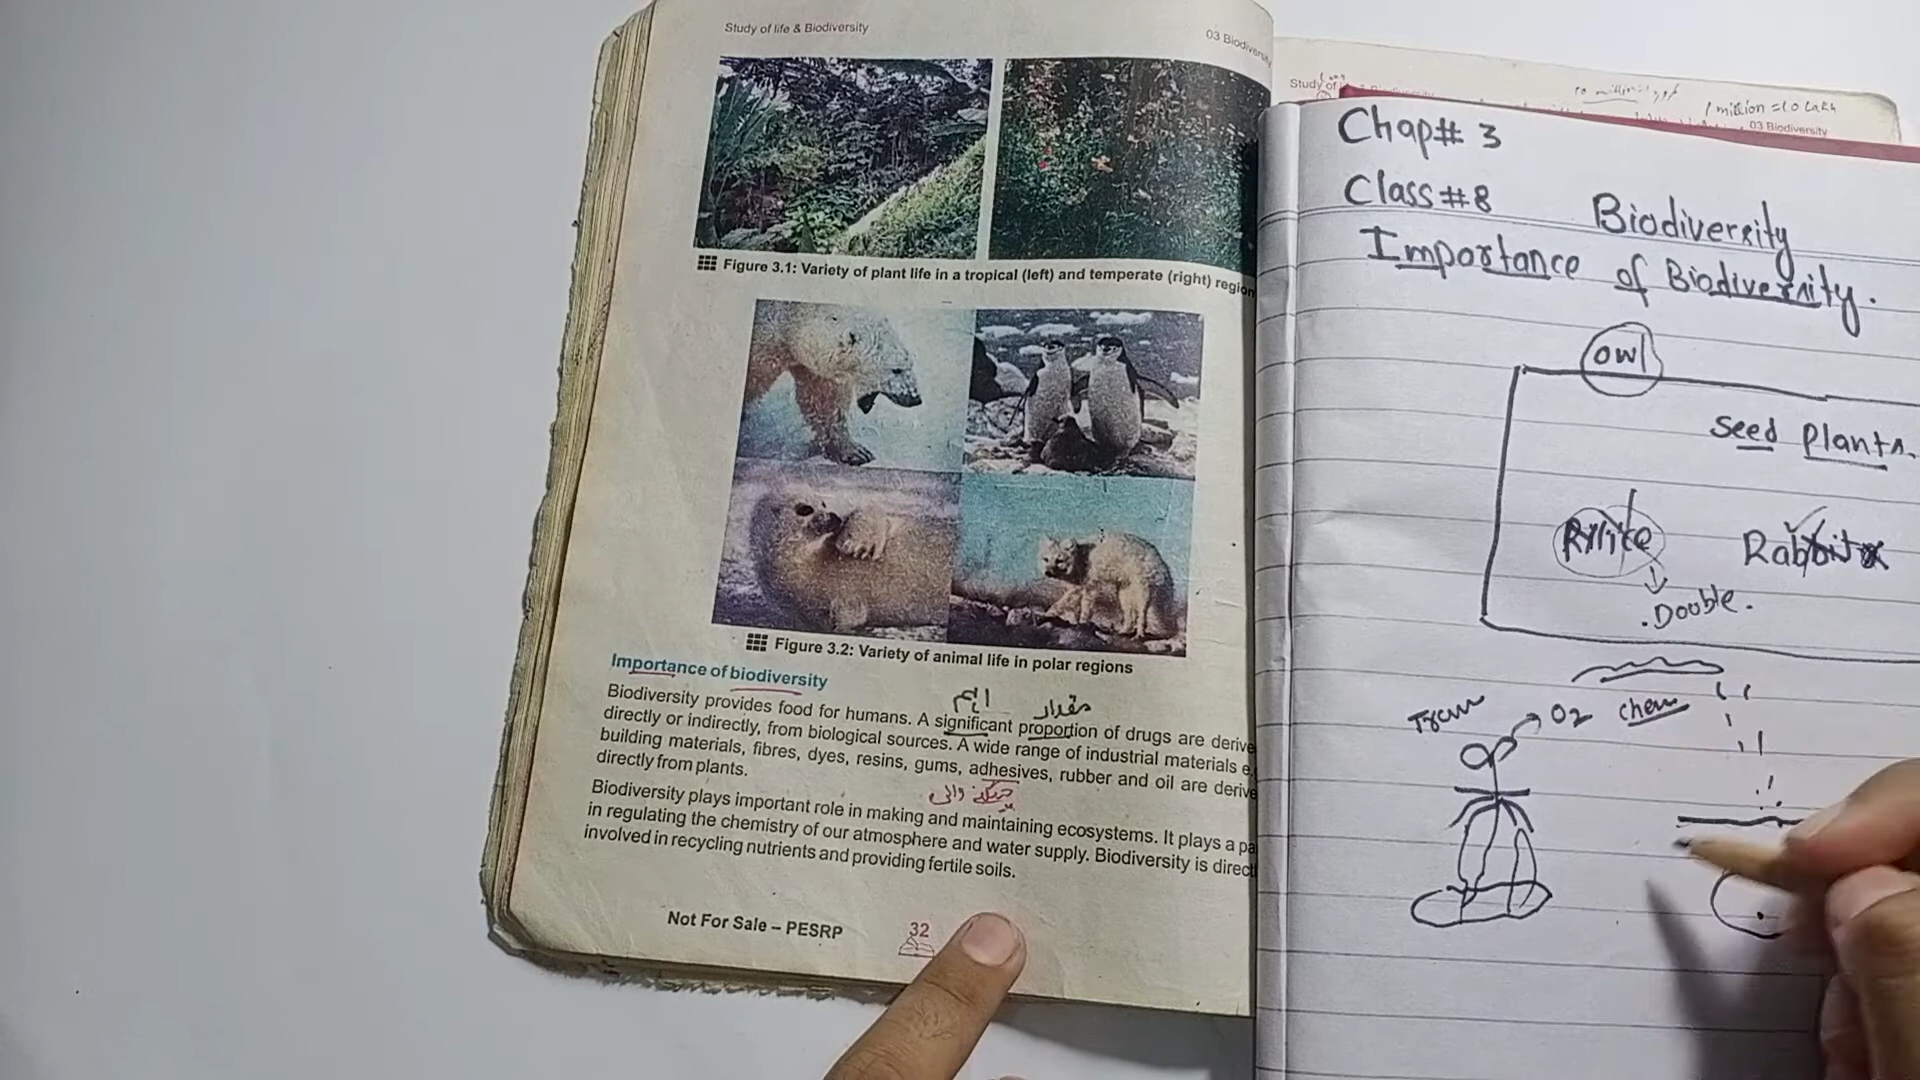 Study of life & Biodiversity
03 Biodiversity
Figure 3.1: Variety of plant life in a tropical (left) and temperate (right) region
Figure 3.2: Variety of animal life in polar regions
Importance of biodiversity
اہم مقدار
Biodiversity provides food for humans. A significant proportion of drugs are derive
directly or indirectly, from biological sources. A wide range of industrial materials e.
building materials, fibres, dyes, resins, gums, adhesives, rubber and oil are derive
directly from plants.
چپکنے والی
Biodiversity plays important role in making and maintaining ecosystems. It plays a pa
in regulating the chemistry of our atmosphere and water supply. Biodiversity is direct
involved in recycling nutrients and providing fertile soils.
Not For Sale – PESRP
32
Study of
1 million = 10 Lakh
03 Biodiversity
Chap# 3
Class#8
Biodiversity
Importance of Biodiversity.
owl
Seed Plants.
Rabbit
Double.
O2 chem